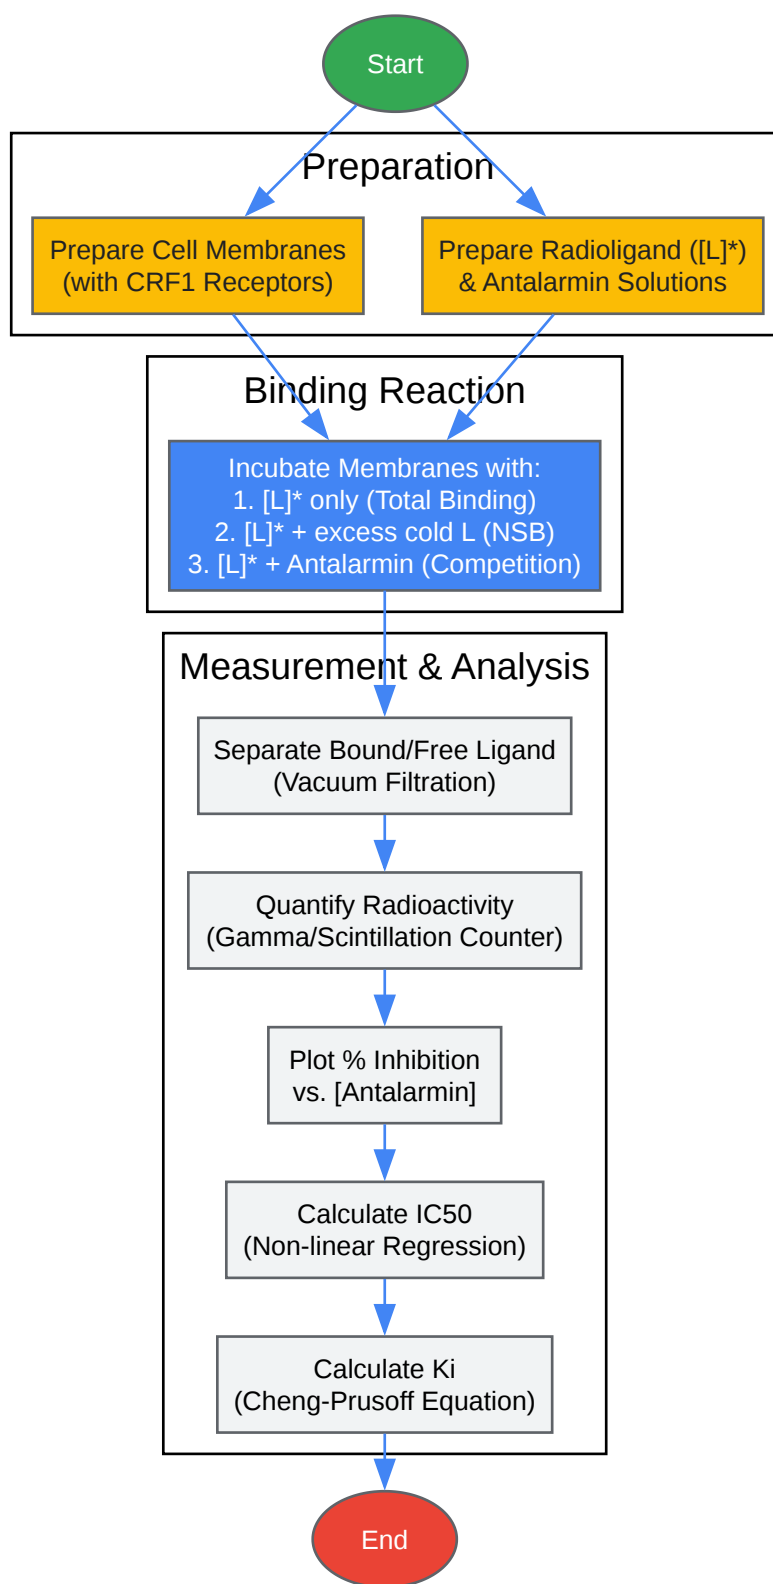 Start
Preparation
Prepare Cell Membranes
(with CRF1 Receptors)
Prepare Radioligand ([L]*)
& Antalarmin Solutions
Binding Reaction
Incubate Membranes with:
1. [L]* only (Total Binding)
2. [L]* + excess cold L (NSB)
3. [L]* + Antalarmin (Competition)
Measurement & Analysis
Separate Bound/Free Ligand
(Vacuum Filtration)
Quantify Radioactivity
(Gamma/Scintillation Counter)
Plot % Inhibition
vs. [Antalarmin]
Calculate IC50
(Non-linear Regression)
Calculate Ki
(Cheng-Prusoff Equation)
End